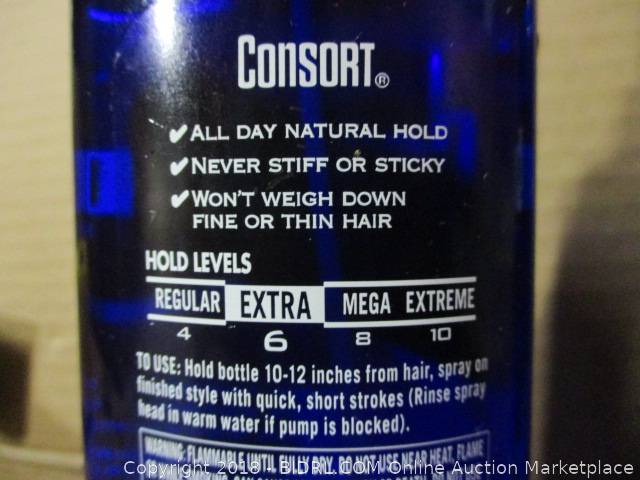 CONSORT®
✔ALL DAY NATURAL HOLD
✔NEVER STIFF OR STICKY
✔WON'T WEIGH DOWN
FINE OR THIN HAIR
HOLD LEVELS
REGULAR EXTRA MEGA EXTREME
4 6 8 10
TO USE: Hold bottle 10-12 inches from hair, spray on
finished style with quick, short strokes (Rinse spray
head in warm water if pump is blocked).
WARNING: FLAMMABLE UNTIL FULLY DRY. DO NOT USE NEAR HEAT, FLAME
Copyright 2018 - BIDRL.COM Online Auction Marketplace